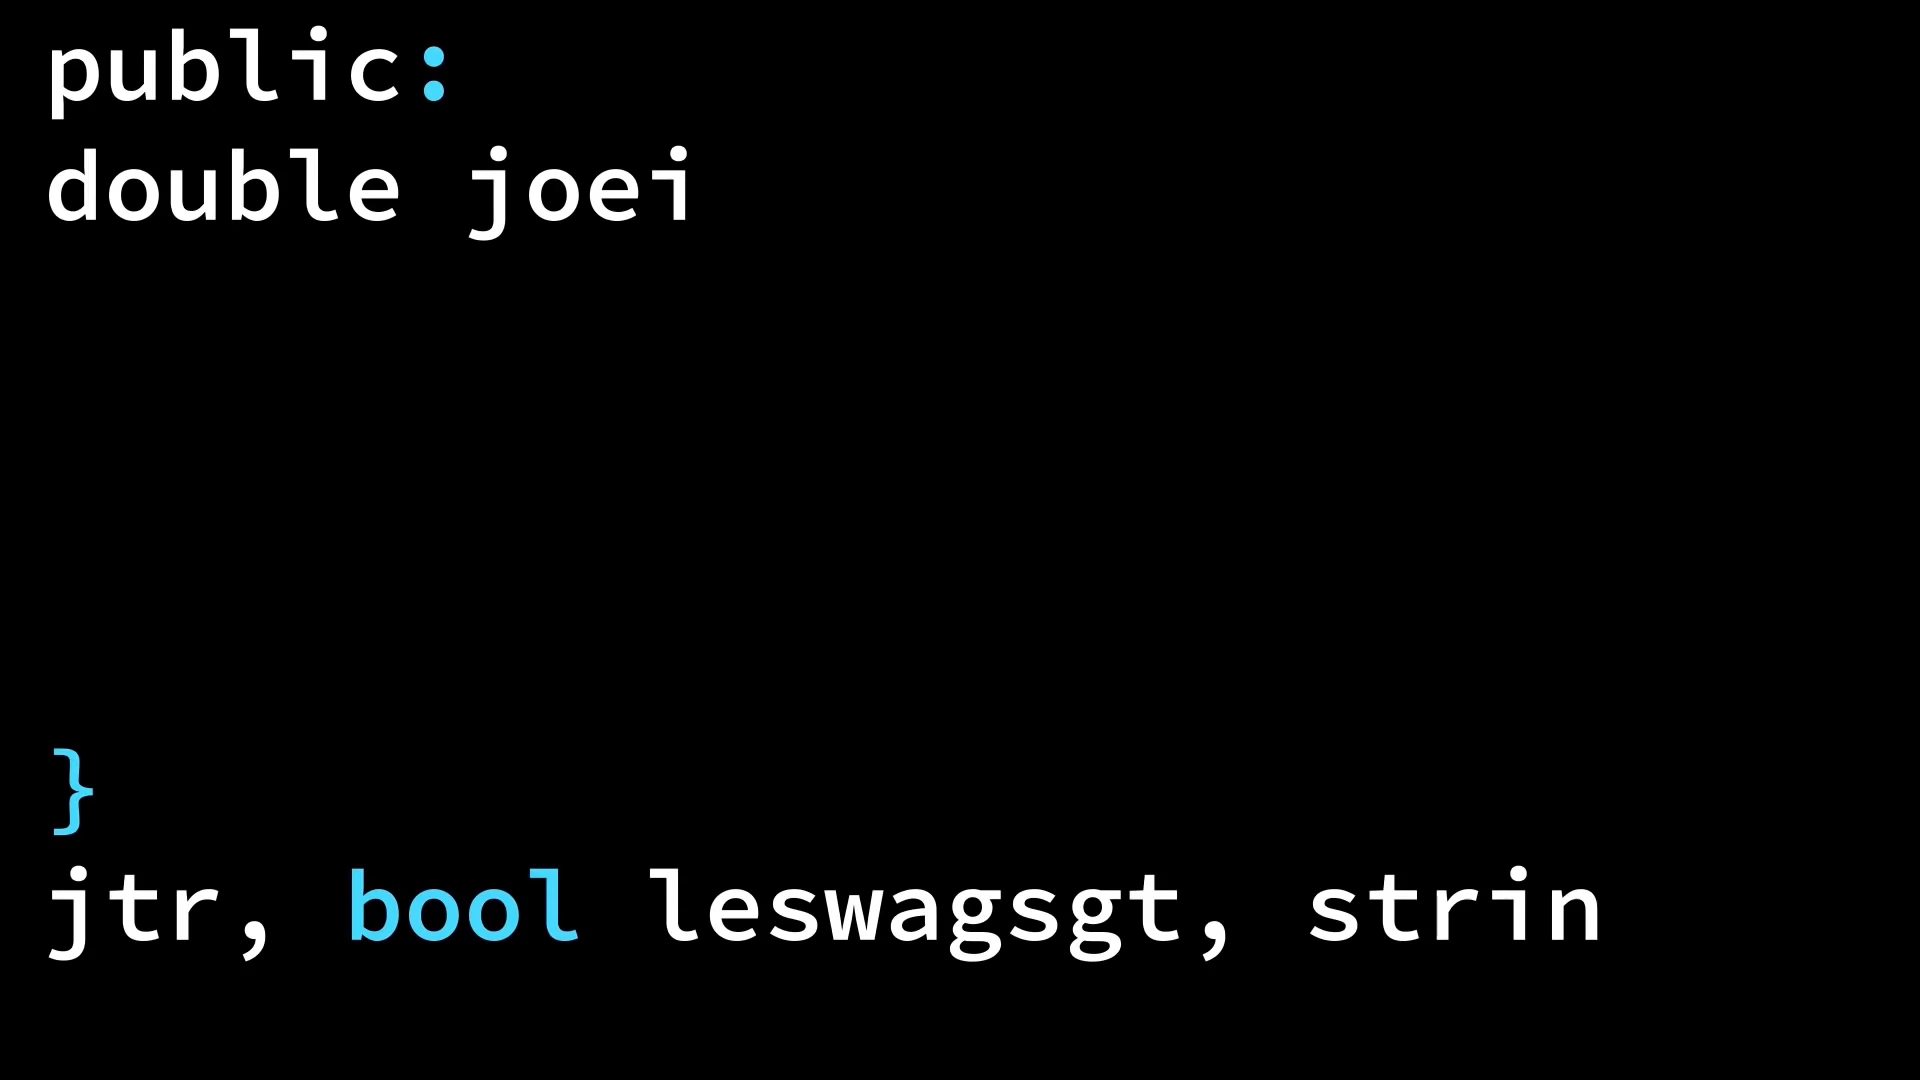 public:
double joei
}
jtr, bool leswagsgt, strin